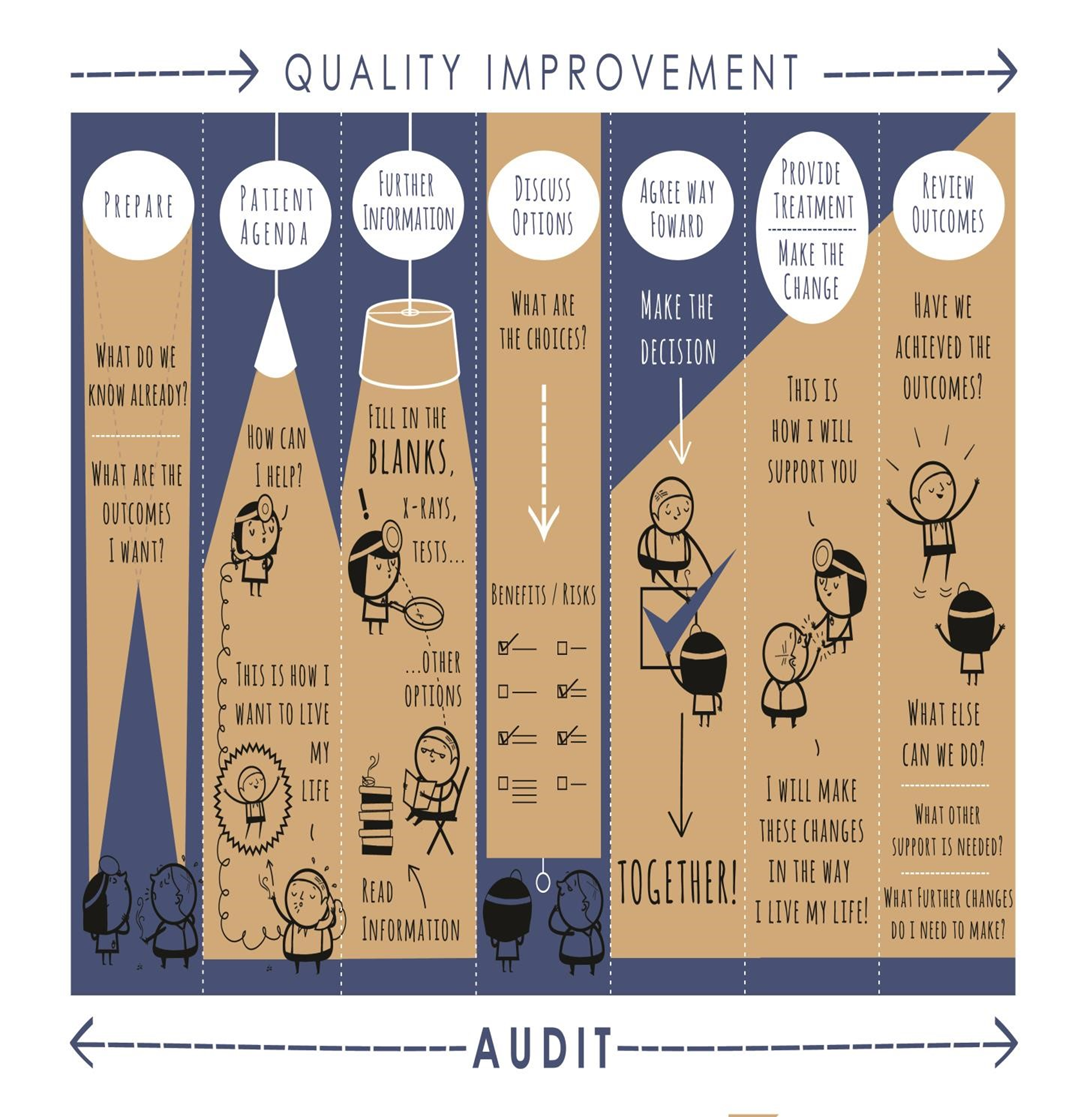 QUALITY IMPROVEMENT
PREPARE
WHAT DO WE
KNOW ALREADY?
WHAT ARE THE
OUTCOMES
I WANT?
PATIENT
AGENDA
HOW CAN
I HELP?
THIS IS HOW I
WANT TO LIVE
MY
LIFE
FURTHER
INFORMATION
FILL IN THE
BLANKS,
X-RAYS,
TESTS...
...OTHER
OPTIONS
READ
INFORMATION
DISCUSS
OPTIONS
WHAT ARE
THE CHOICES?
BENEFITS / RISKS
AGREE WAY
FOWARD
MAKE THE
DECISION
TOGETHER!
PROVIDE
TREATMENT
MAKE THE
CHANGE
THIS IS
HOW I WILL
SUPPORT YOU
I WILL MAKE
THESE CHANGES
IN THE WAY
I LIVE MY LIFE!
REVIEW
OUTCOMES
HAVE WE
ACHIEVED THE
OUTCOMES?
WHAT ELSE
CAN WE DO?
WHAT OTHER
SUPPORT IS NEEDED?
WHAT FURTHER CHANGES
DO I NEED TO MAKE?
AUDIT